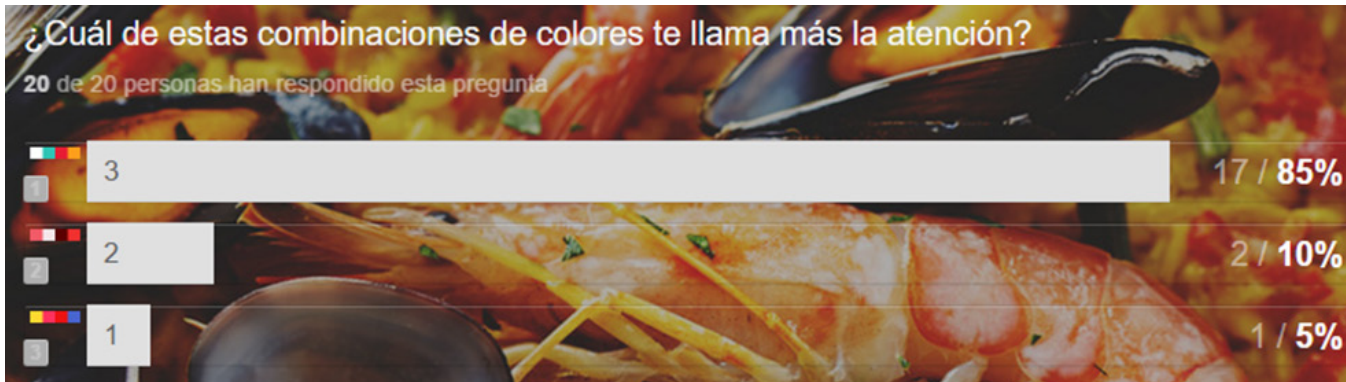 ¿Cuál de estas combinaciones de colores te llama más la atención?
20 de 20 personas han respondido esta pregunta
1 3 17 / 85%
2 2 2 / 10%
3 1 1 / 5%